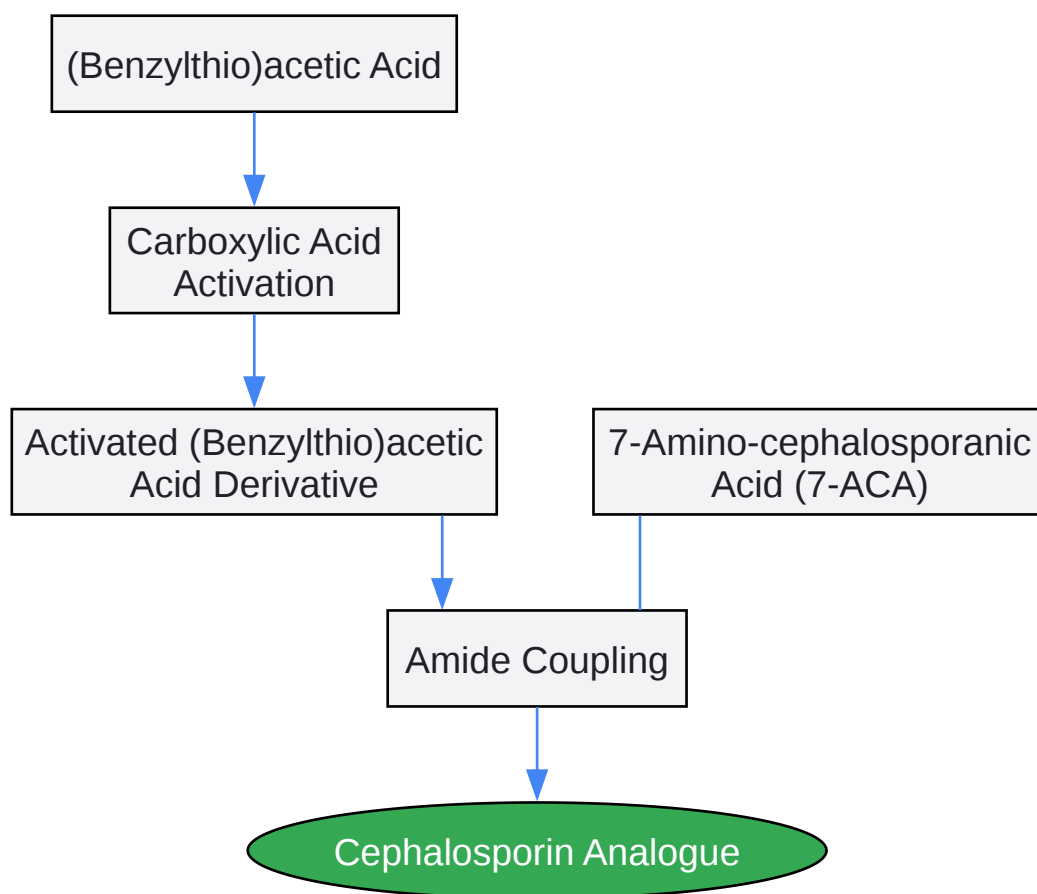 (Benzylthio)acetic Acid
Carboxylic Acid
Activation
Activated (Benzylthio)acetic
Acid Derivative
7-Amino-cephalosporanic
Acid (7-ACA)
Amide Coupling
Cephalosporin Analogue